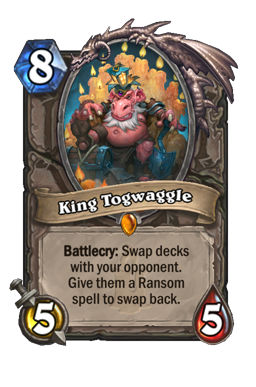 8
King Togwaggle
Battlecry: Swap decks
with your opponent.
Give them a Ransom
spell to swap back.
5 5